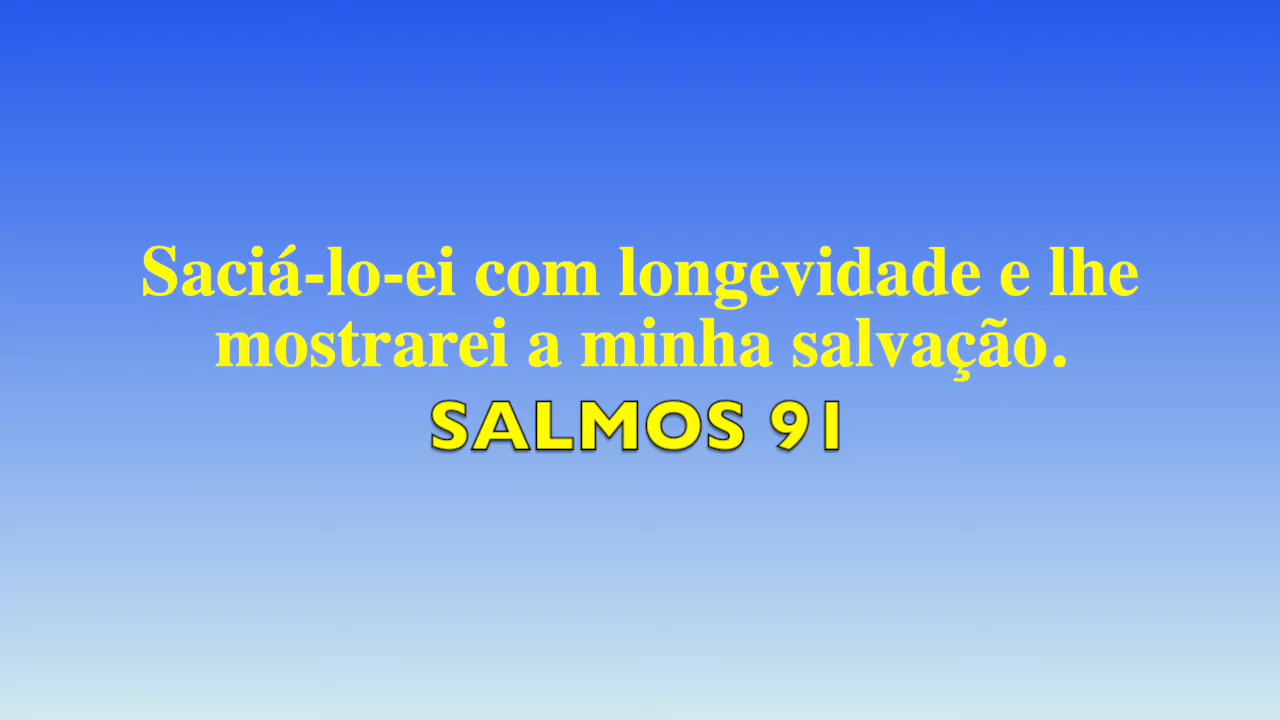 Saciá-lo-ei com longevidade e lhe
mostrarei a minha salvação.
SALMOS 91